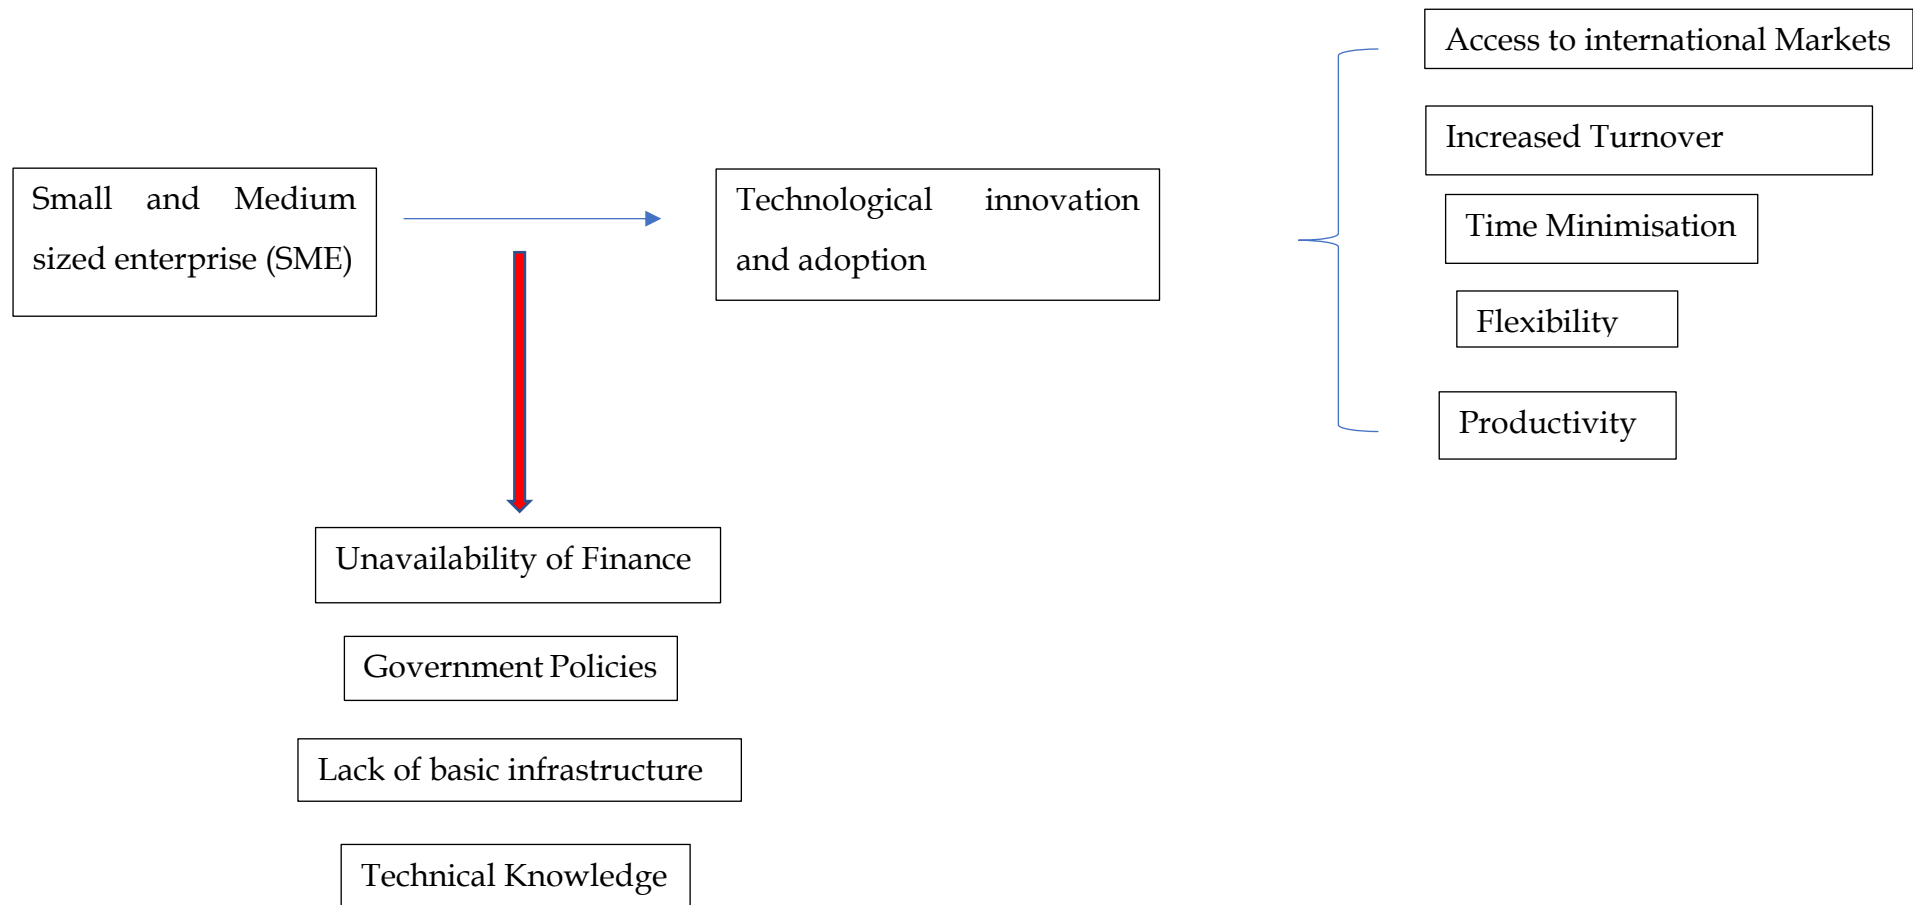 Access to international Markets
Increased Turnover
Small and Medium
sized enterprise (SME)
Technological innovation
and adoption
Time Minimisation
Flexibility
Productivity
Unavailability of Finance
Government Policies
Lack of basic infrastructure
Technical Knowledge